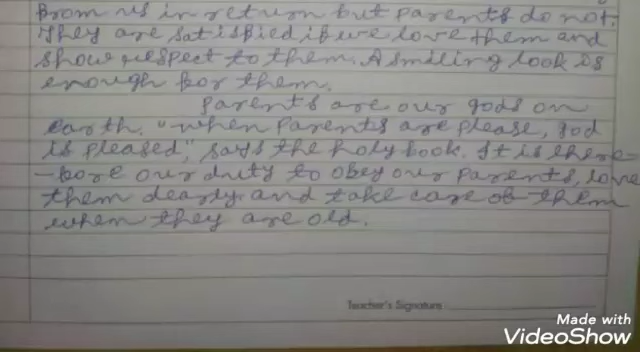 from us in return but parents do not.
They are satisfied if we love them and
show respect to them. A smiling look is
enough for them.
Parents are our gods on
earth. "when parents are please, god
is pleased," says the holy book. It is there-
-fore our duty to obey our parents, love
them dearly and take care of them
when they are old.
Teacher's Signature
Made with
VideoShow